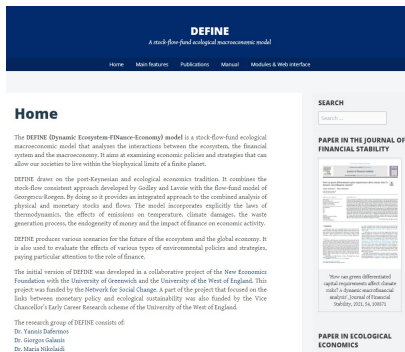 DEFINE
A stock-flow-fund ecological macroeconomic model
Home Main features Publications Manual Modules & Web interface
Home
The DEFINE (Dynamic Ecosystem-FINance-Economy) model is a stock-flow-fund ecological
macroeconomic model that analyses the interactions between the ecosystem, the financial
system and the macroeconomy. It aims at examining economic policies and strategies that can
allow our societies to live within the biophysical limits of a finite planet.
DEFINE draws on the post-Keynesian and ecological economics tradition. It combines the
stock-flow consistent approach developed by Godley and Lavoie with the flow-fund model of
Georgescu-Roegen. By doing so it provides an integrated approach to the combined analysis of
physical and monetary stocks and flows. The model incorporates explicitly the laws of
thermodynamics, the effects of emissions on temperature, climate damages, the waste
generation process, the endogeneity of money and the impact of finance on economic activity.
DEFINE produces various scenarios for the future of the ecosystem and the global economy. It
is also used to evaluate the effects of various types of environmental policies and strategies,
paying particular attention to the role of finance.
The initial version of DEFINE was developed in a collaborative project of the New Economics
Foundation with the University of Greenwich and the University of West of England. This
project was funded by the Network for Social Change. A part of the project that focused on the
links between monetary policy and ecological sustainability was also funded by the Vice
Chancellor's Early Career Research scheme of the University of the West of England.
The research group of DEFINE consists of:
Dr. Yannis Dafermos
Dr. Giorgos Galanis
Dr. Maria Nikolaidi
SEARCH
Search...
PAPER IN THE JOURNAL OF
FINANCIAL STABILITY
'How can green differentiated
capital requirements affect climate
risks? A dynamic macrofinancial
analysis', Journal of Financial
Stability, 2021, 54, 100871
PAPER IN ECOLOGICAL
ECONOMICS